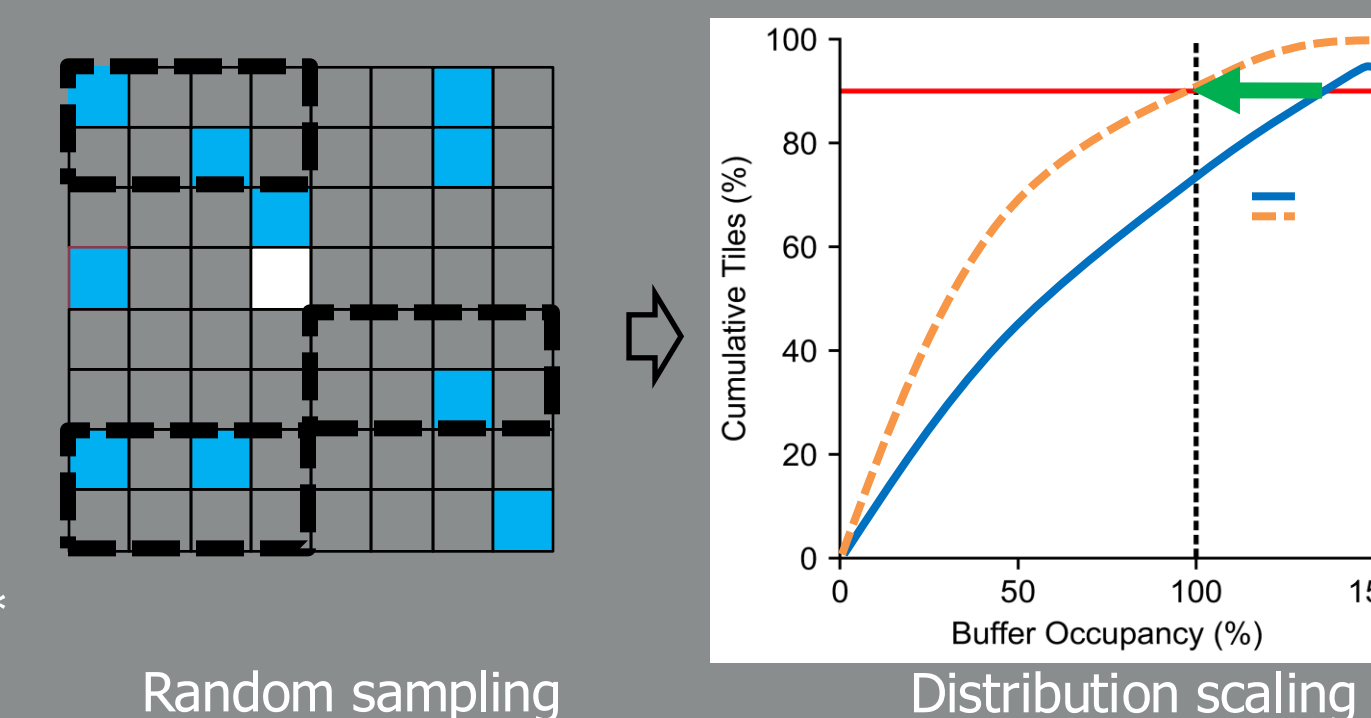 100
80
60
40
20
0
Cumulative Tiles (%)
0 50 100
Buffer Occupancy (%)
*
Random sampling
Distribution scaling